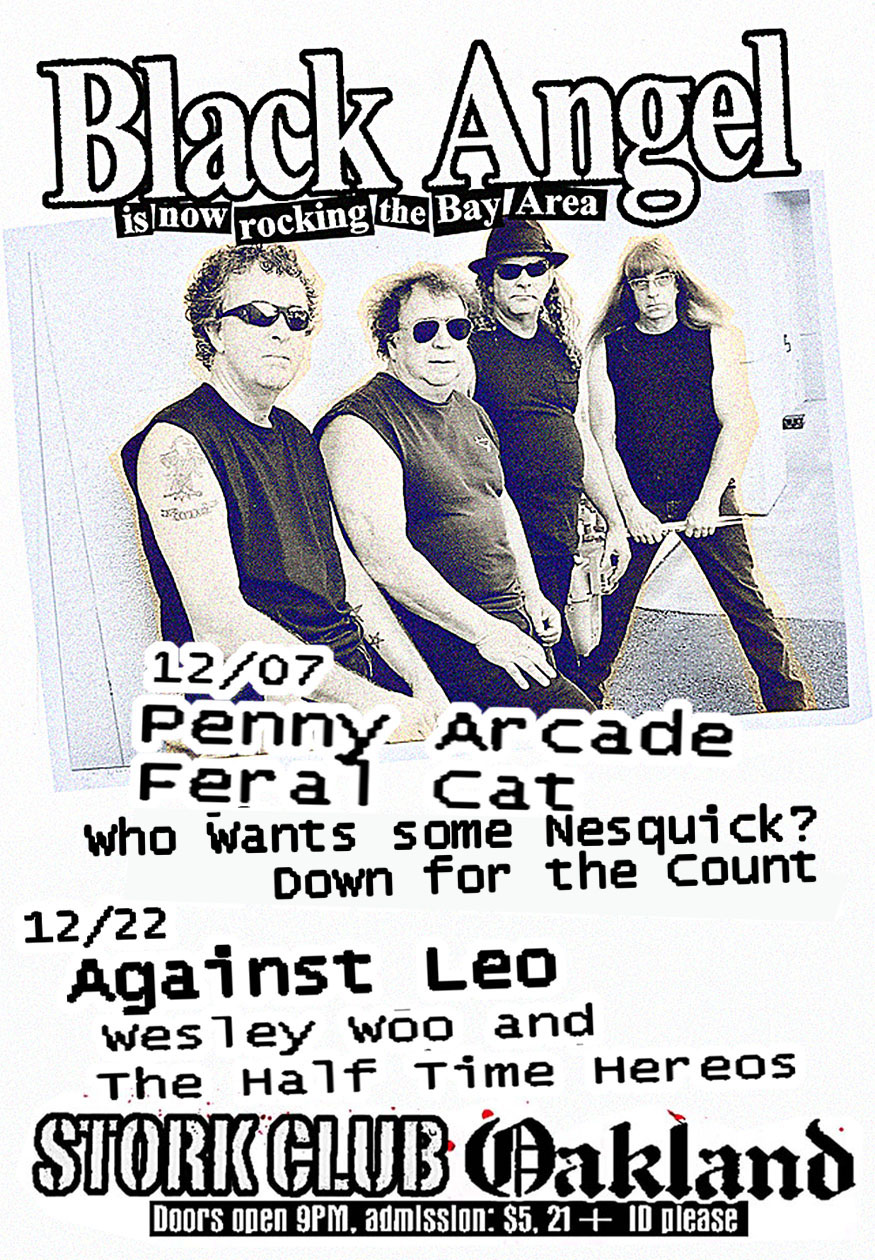 Black Angel
is now rocking the Bay Area
12/07
Penny Arcade
Feral Cat
Who Wants some Nesquick?
Down for the Count
12/22
Against Leo
Wesley Woo and
The Half Time Hereos
STORK CLUB Oakland
Doors open 9PM, admission: $5, 21+ ID please